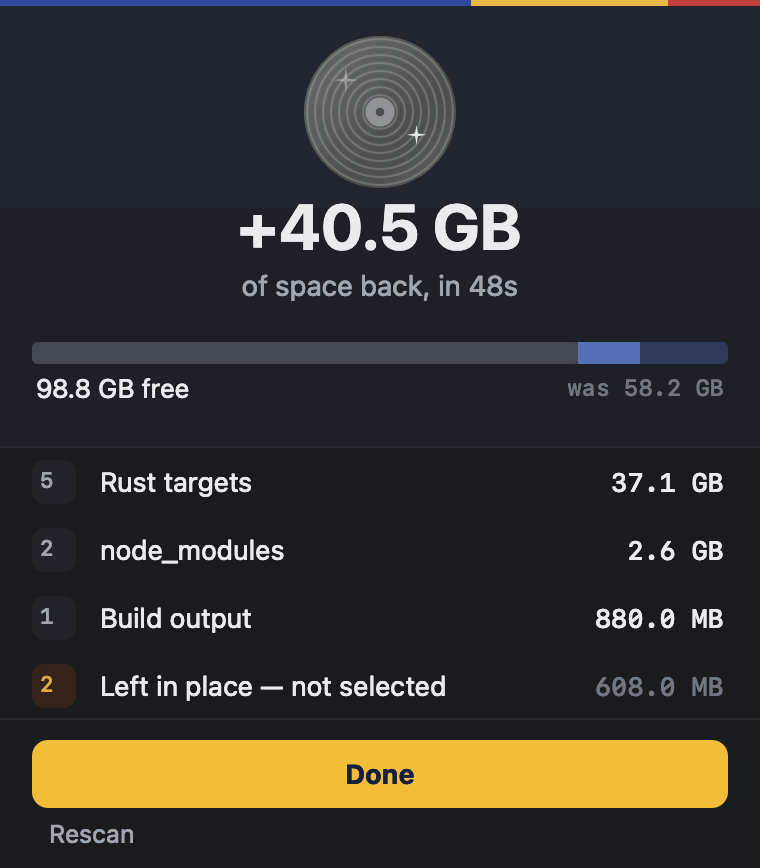 +40.5 GB
of space back, in 48s
98.8 GB free was 58.2 GB
5 Rust targets 37.1 GB
2 node_modules 2.6 GB
1 Build output 880.0 MB
2 Left in place — not selected 608.0 MB
Done
Rescan